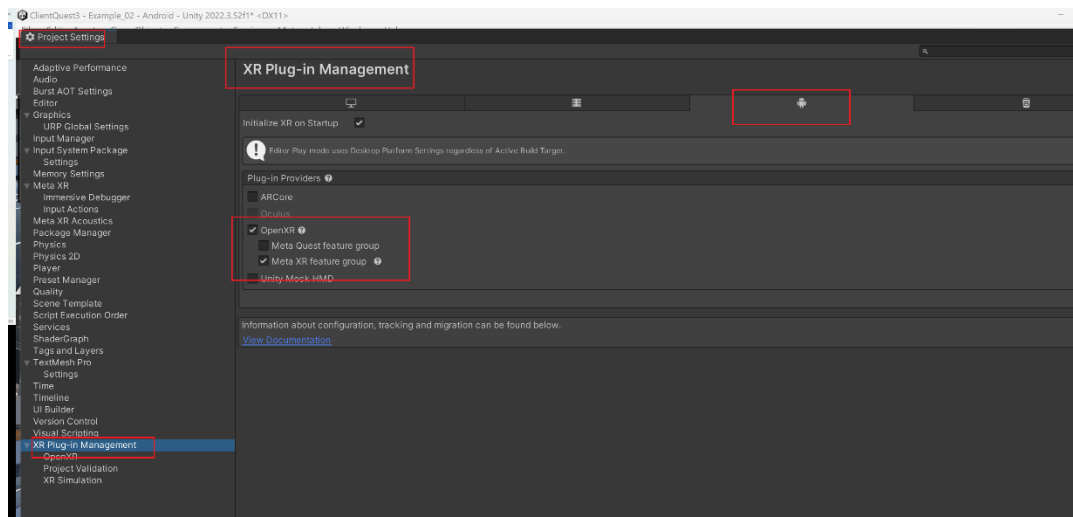 ClientQuest3 - Example_02 - Android - Unity 2022.3.52f1* <DX11>
Project Settings
XR Plug-in Management
Adaptive Performance
Audio
Burst AOT Settings
Editor
Graphics
URP Global Settings
Input Manager
Input System Package
Settings
Memory Settings
Meta XR
Immersive Debugger
Input Actions
Meta XR Acoustics
Package Manager
Physics
Physics 2D
Player
Preset Manager
Quality
Scene Template
Script Execution Order
Services
ShaderGraph
Tags and Layers
TextMesh Pro
Settings
Time
Timeline
UI Builder
Version Control
Visual Scripting
XR Plug-in Management
OpenXR
Project Validation
XR Simulation
Initialize XR on Startup
Editor Play mode uses Desktop Platform Settings regardless of Active Build Target.
Plug-in Providers
ARCore
Oculus
OpenXR
Meta Quest feature group
Meta XR feature group
Unity Mock HMD
Information about configuration, tracking and migration can be found below.
View Documentation